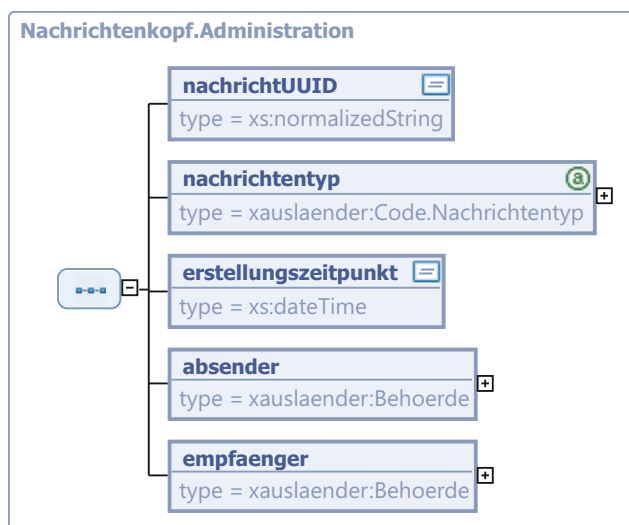 Nachrichtenkopf.Administration
nachrichtUUID
type = xs:normalizedString
nachrichtentyp
a
type = xauslaender:Code.Nachrichtentyp
erstellungszeitpunkt
type = xs:dateTime
absender
type = xauslaender:Behoerde
empfaenger
type = xauslaender:Behoerde